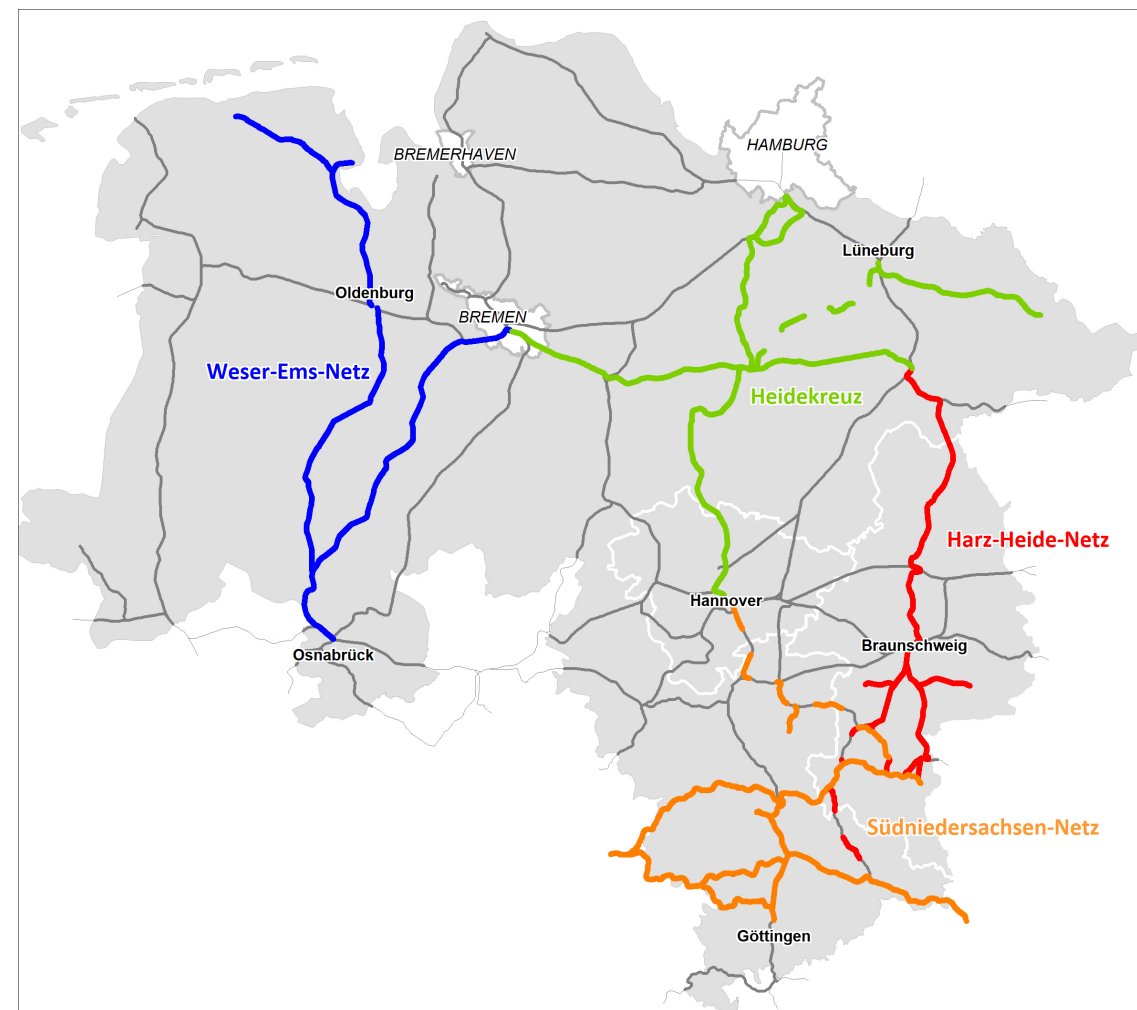 HAMBURG
BREMERHAVEN
Lüneburg
Oldenburg
BREMEN
Weser-Ems-Netz
Heidekreuz
Harz-Heide-Netz
Hannover
Braunschweig
Osnabrück
Südniedersachsen-Netz
Göttingen